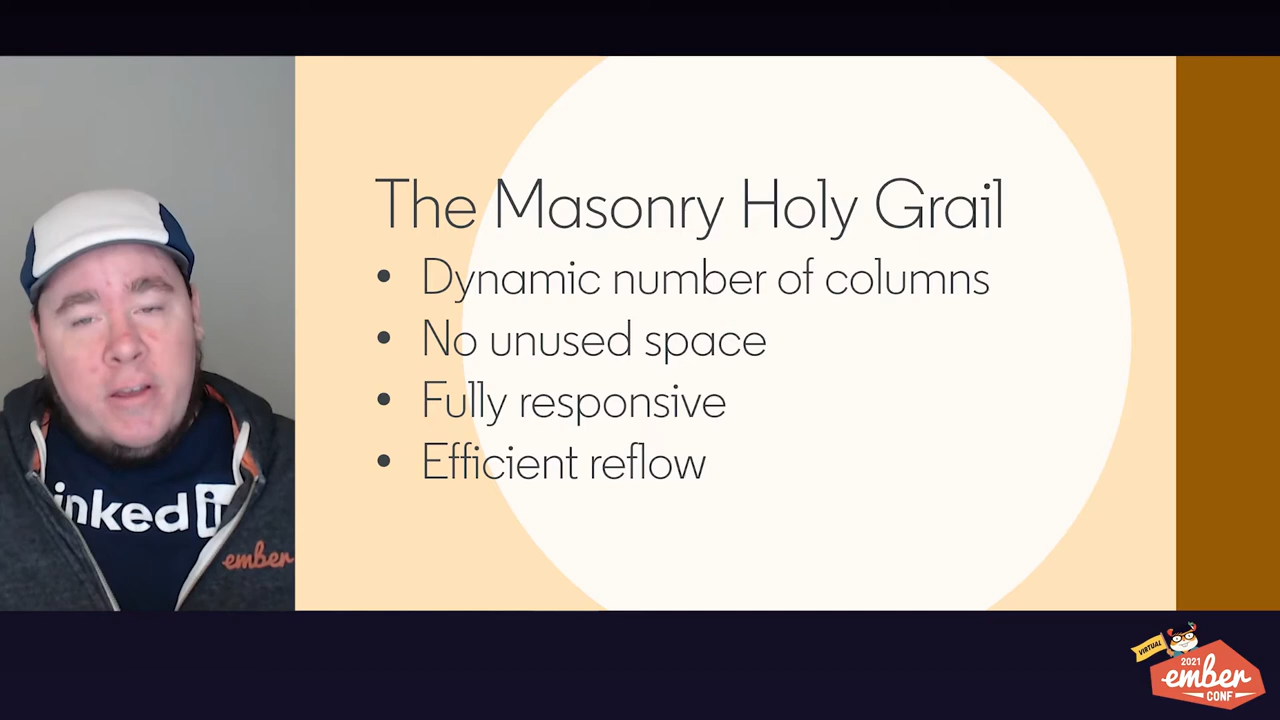 The Masonry Holy Grail
• Dynamic number of columns
• No unused space
• Fully responsive
• Efficient reflow
inked in
ember
VIRTUAL
2021
ember
CONF